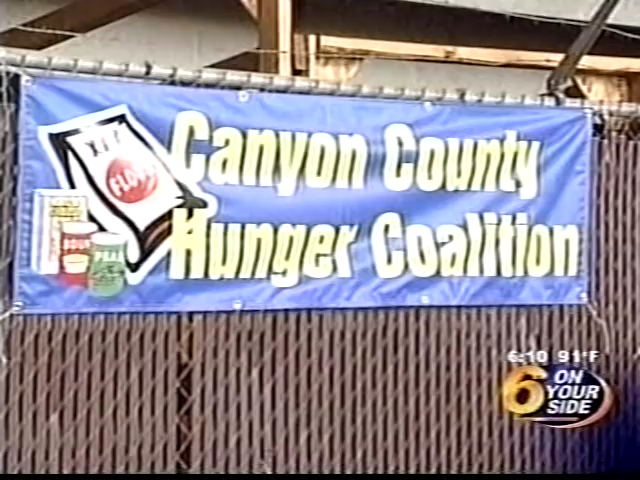 Canyon County
Hunger Coalition
FLOUR
SOUP
PEAS
6:10 91°F
6 ON
YOUR
SIDE